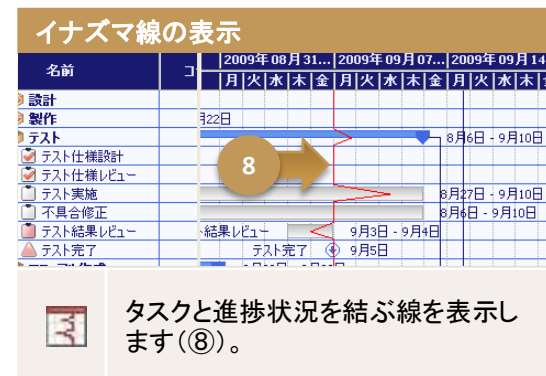 イナズマ線の表示
名前
2009年08月31... 2009年09月07... 2009年09月14
月 火 水 木 金 月 火 水 木 金 月 火 水 木
設計
製作
月22日
テスト
8月6日 - 9月10日
テスト仕様設計
テスト仕様レビュー
8
テスト実施
8月27日 - 9月10日
不具合修正
8月6日 - 9月10日
テスト結果レビュー
結果レビュー
9月3日 - 9月4日
テスト完了
テスト完了
9月5日
タスクと進捗状況を結ぶ線を表示し
ます(⑧)。